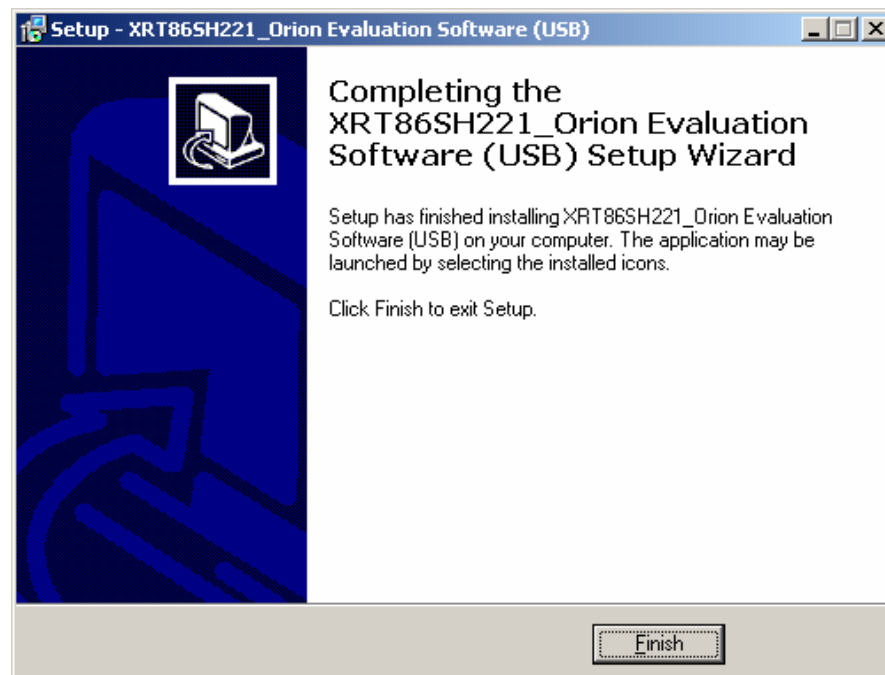 Setup - XRT86SH221_Orion Evaluation Software (USB)
Completing the
XRT86SH221_Orion Evaluation
Software (USB) Setup Wizard
Setup has finished installing XRT86SH221_Orion Evaluation
Software (USB) on your computer. The application may be
launched by selecting the installed icons.
Click Finish to exit Setup.
Finish